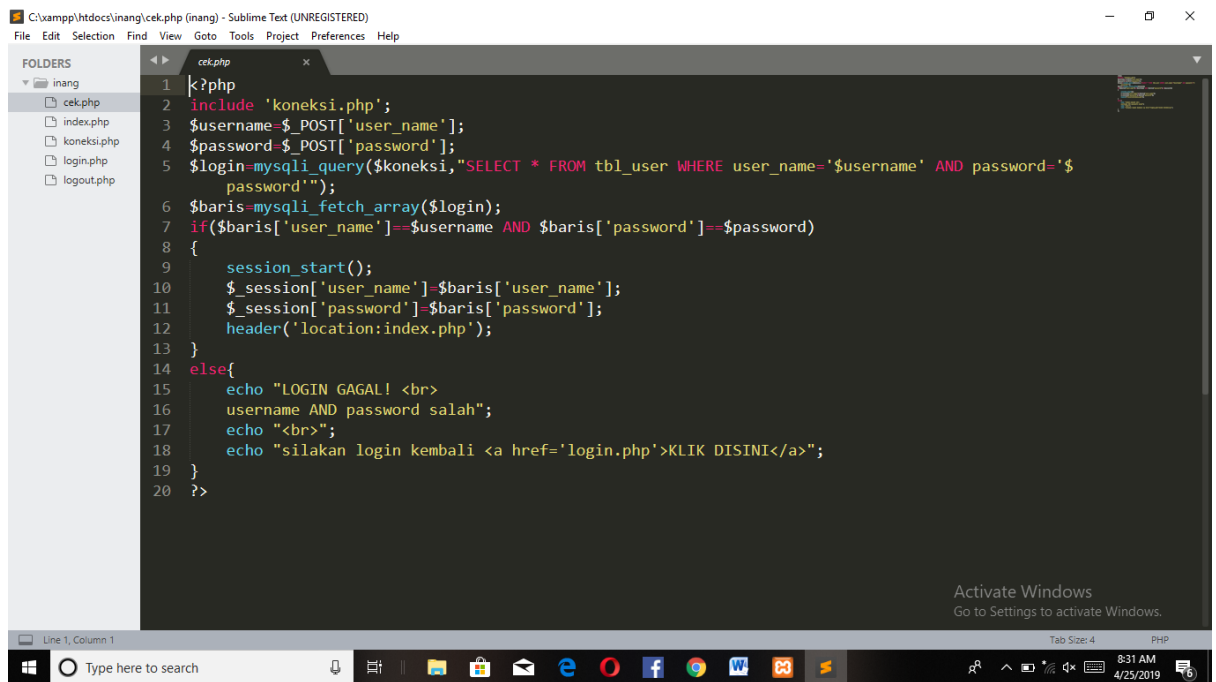 C:\xampp\htdocs\inang\cek.php (inang) - Sublime Text (UNREGISTERED)
File Edit Selection Find View Goto Tools Project Preferences Help
FOLDERS
inang
cek.php
index.php
koneksi.php
login.php
logout.php
cek.php ×
1 <?php
2 include 'koneksi.php';
3 $username=$_POST['user_name'];
4 $password=$_POST['password'];
5 $login=mysqli_query($koneksi,"SELECT * FROM tbl_user WHERE user_name='$username' AND password='$
password'");
6 $baris=mysqli_fetch_array($login);
7 if($baris['user_name']==$username AND $baris['password']==$password)
8 {
9 session_start();
10 $_session['user_name']=$baris['user_name'];
11 $_session['password']=$baris['password'];
12 header('location:index.php');
13 }
14 else{
15 echo "LOGIN GAGAL! <br>
16 username AND password salah";
17 echo "<br>";
18 echo "silakan login kembali <a href='login.php'>KLIK DISINI</a>";
19 }
20 ?>
Activate Windows
Go to Settings to activate Windows.
Line 1, Column 1 Tab Size: 4 PHP
Type here to search
8:31 AM
4/25/2019
6